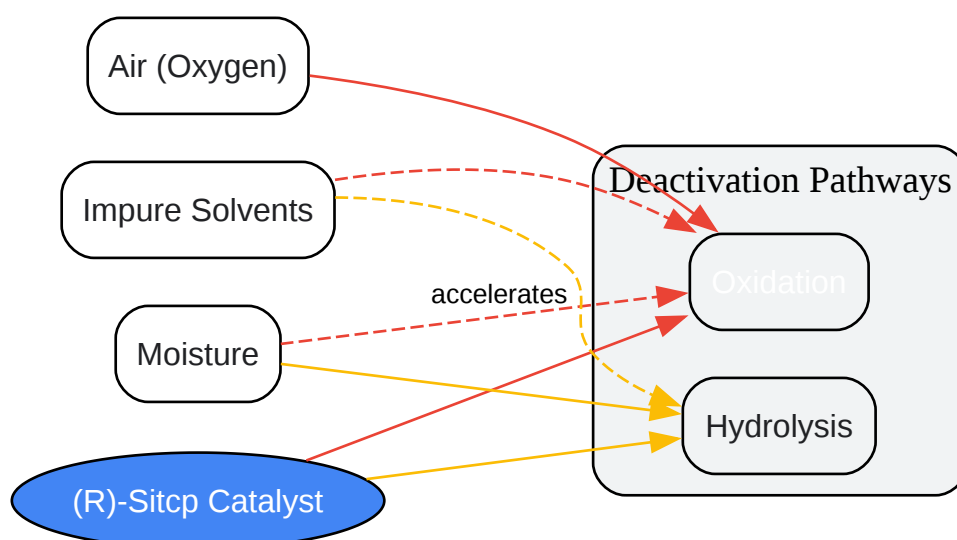 Air (Oxygen)
Impure Solvents
Deactivation Pathways
Oxidation
accelerates
Moisture
Hydrolysis
(R)-Sitcp Catalyst